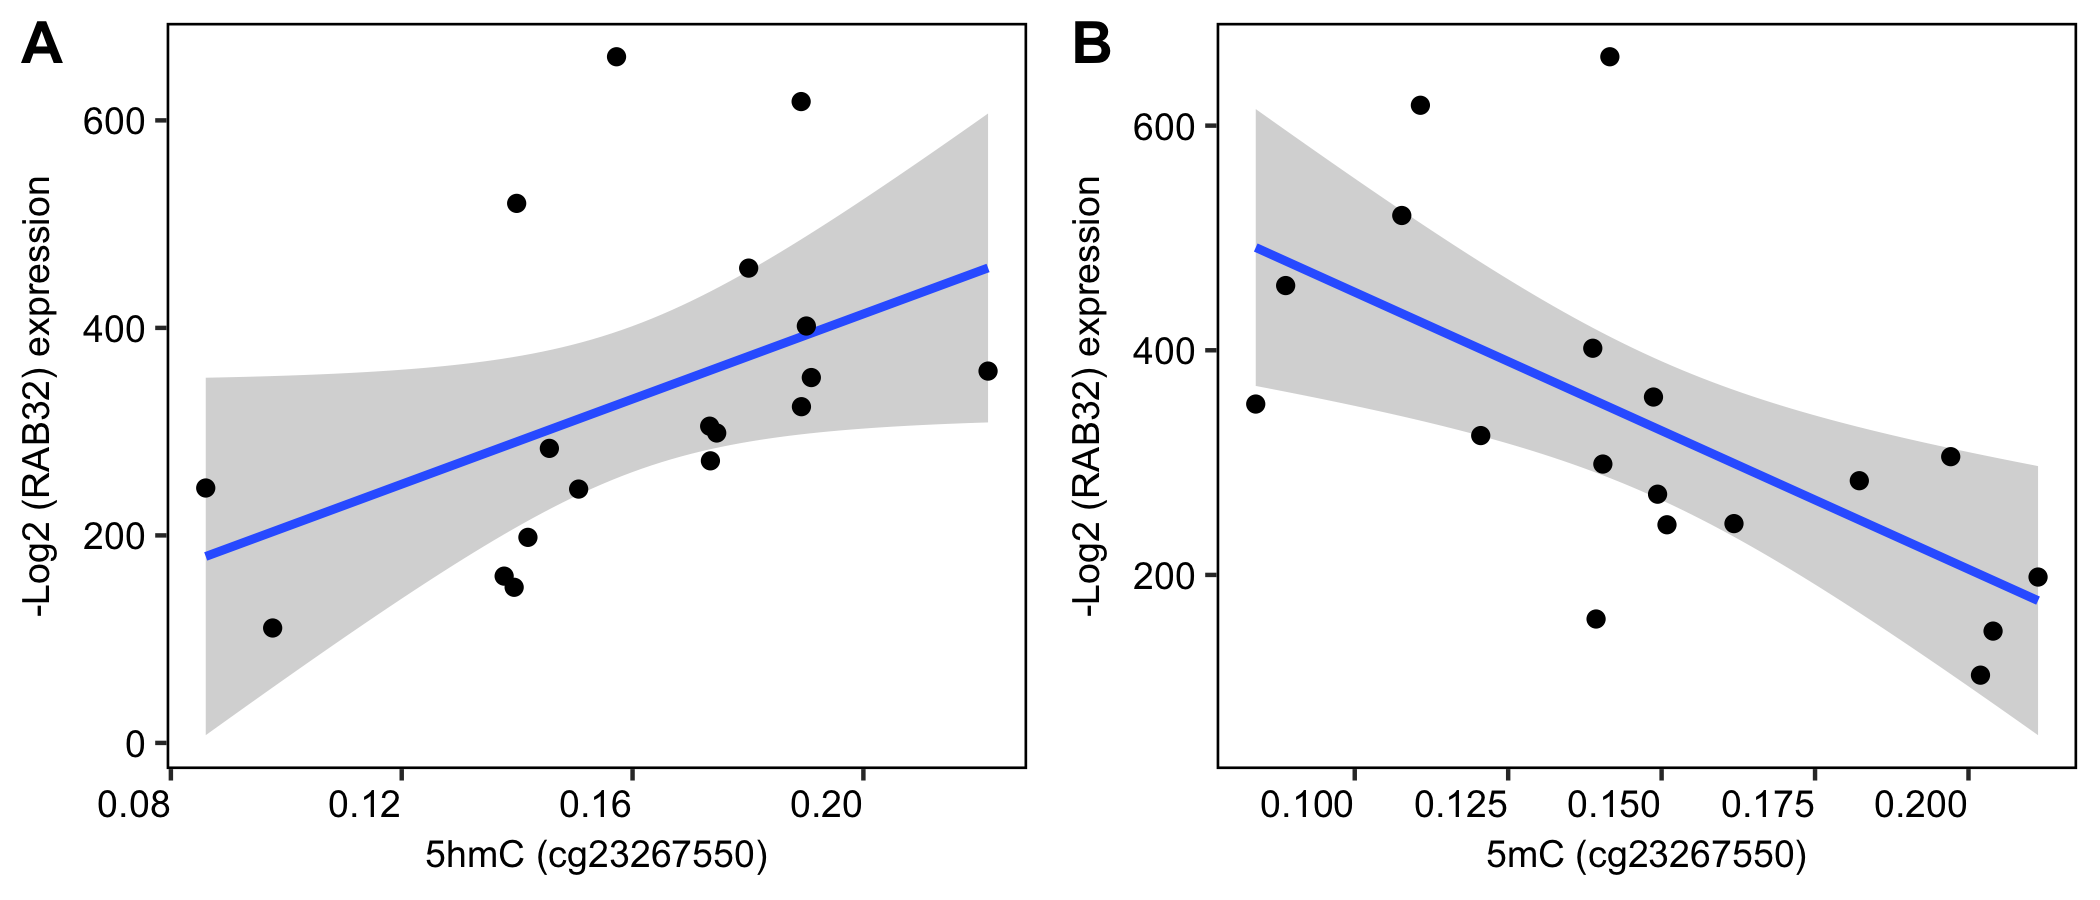 A
600
400
200
0
-Log2 (RAB32) expression
0.08 0.12 0.16 0.20
5hmC (cg23267550)
B
600
400
200
-Log2 (RAB32) expression
0.100 0.125 0.150 0.175 0.200
5mC (cg23267550)